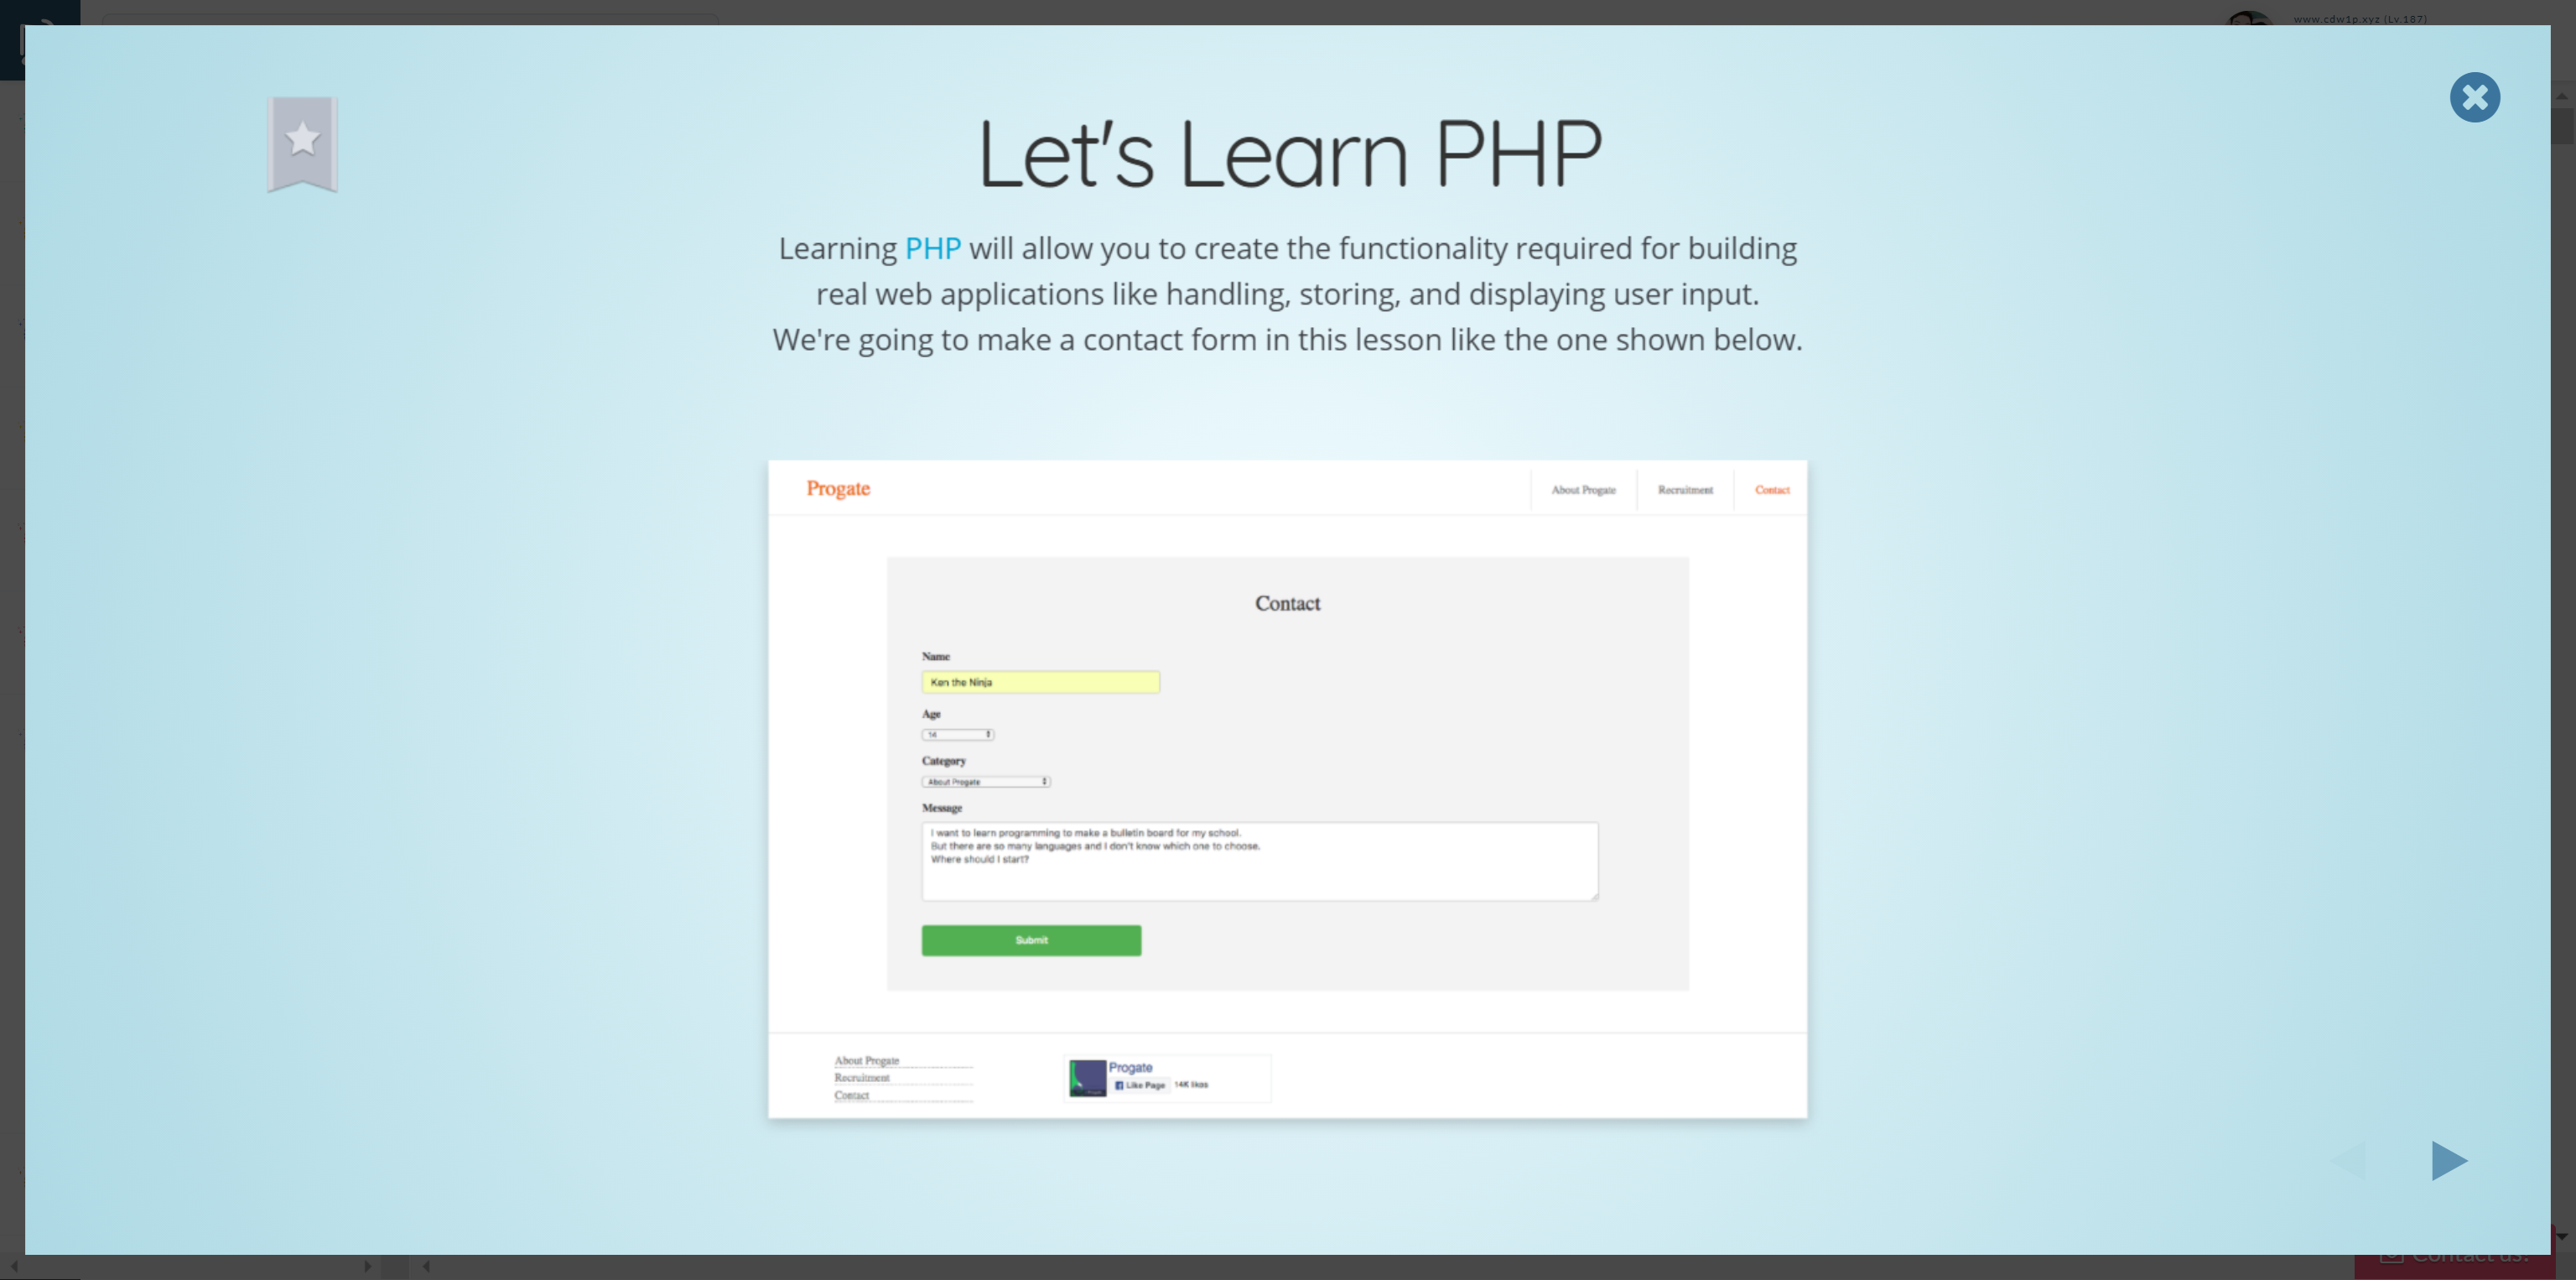 www.cdw1p.xyz (Lv.187)
Let's Learn PHP
Learning PHP will allow you to create the functionality required for building
real web applications like handling, storing, and displaying user input.
We're going to make a contact form in this lesson like the one shown below.
Progate
About Progate
Recruitment
Contact
Contact
Name
Ken the Ninja
Age
14
Category
About Progate
Message
I want to learn programming to make a bulletin board for my school.
But there are so many languages and I don't know which one to choose.
Where should I start?
Submit
About Progate
Recruitment
Contact
Progate
Like Page 14K likes
Contact us!